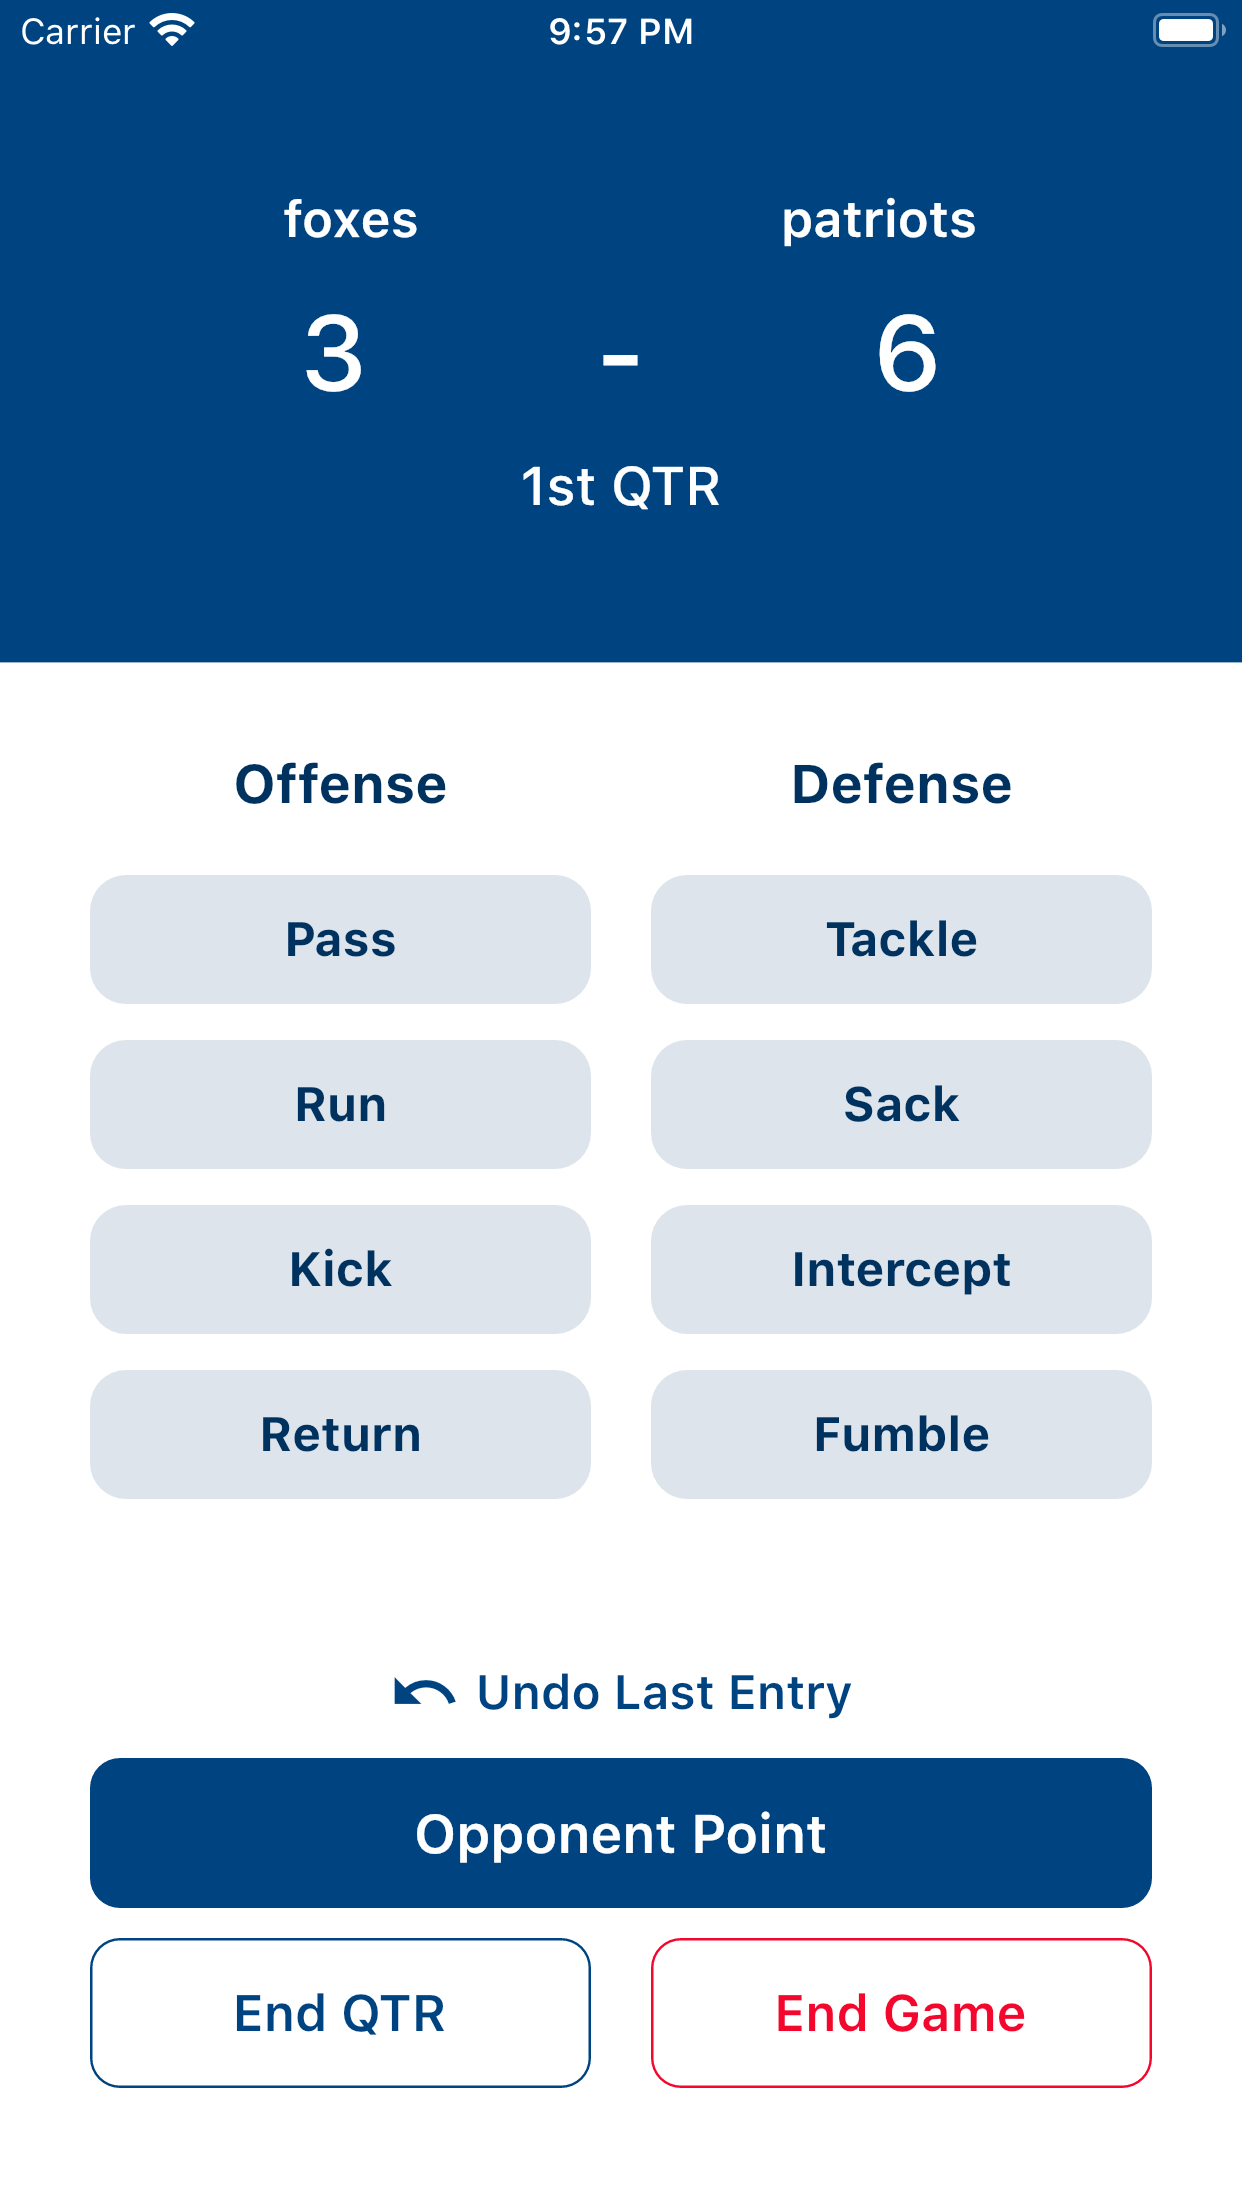 Carrier 9:57 PM
foxes patriots
3 - 6
1st QTR
Offense Defense
Pass Tackle
Run Sack
Kick Intercept
Return Fumble
Undo Last Entry
Opponent Point
End QTR End Game